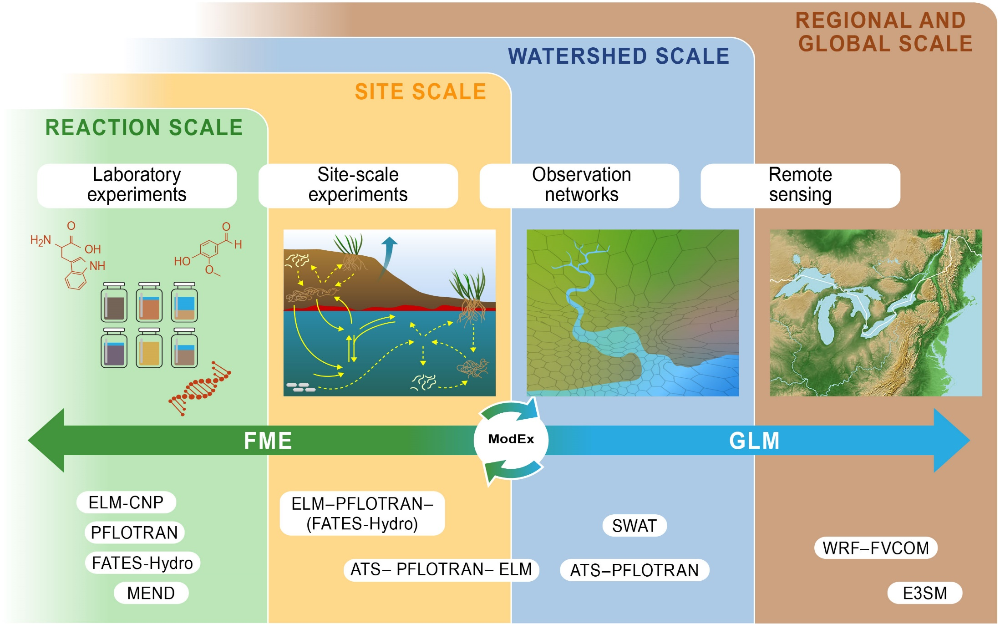 REGIONAL AND
GLOBAL SCALE
WATERSHED SCALE
SITE SCALE
REACTION SCALE
Laboratory
experiments
Site-scale
experiments
Observation
networks
Remote
sensing
H₂N
O
OH
NH
O
H
HO
O
FME
ModEx
GLM
ELM-CNP
PFLOTRAN
FATES-Hydro
MEND
ELM–PFLOTRAN–
(FATES-Hydro)
ATS– PFLOTRAN– ELM
SWAT
ATS–PFLOTRAN
WRF–FVCOM
E3SM